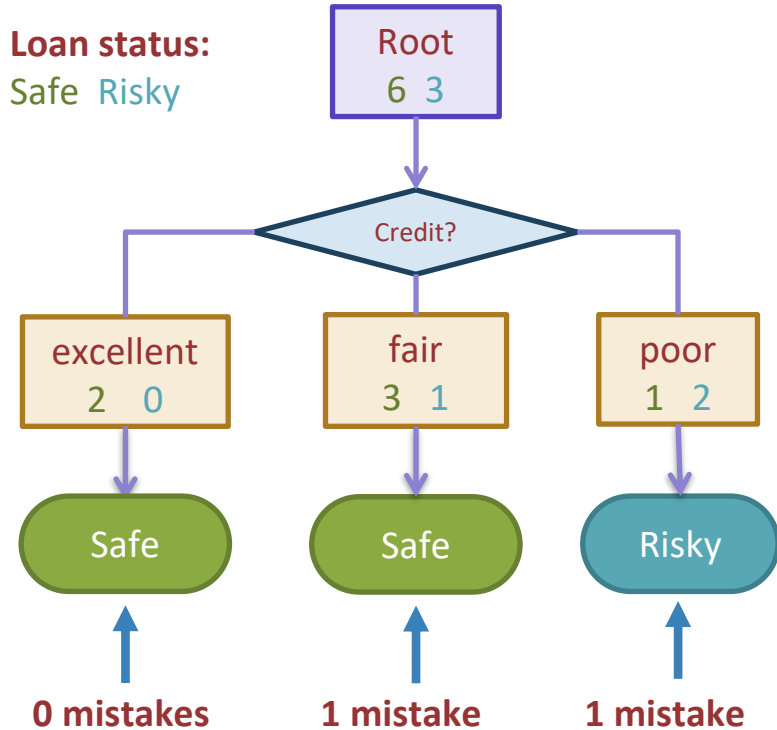 Loan status:
Safe Risky
Root
6 3
Credit?
excellent
2 0
fair
3 1
poor
1 2
Safe
Safe
Risky
0 mistakes
1 mistake
1 mistake